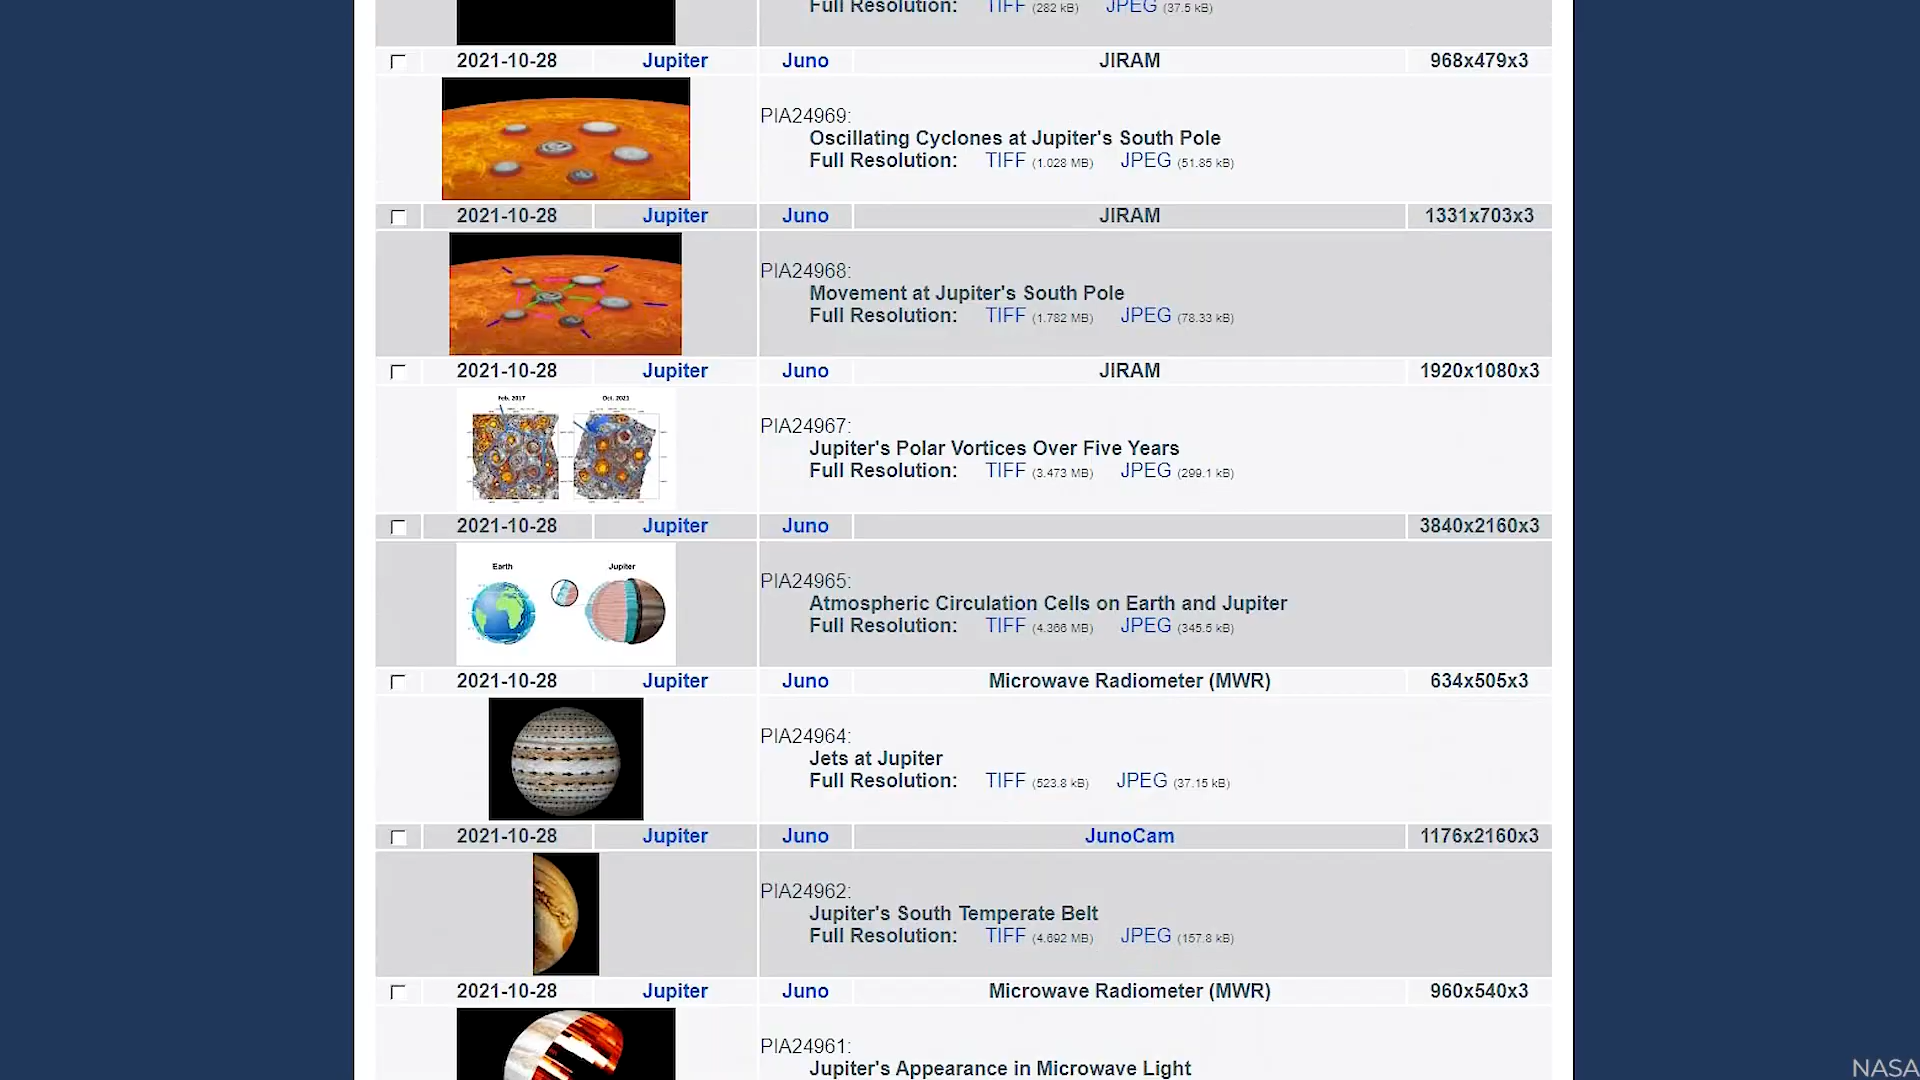 Full Resolution: TIFF (282 kB) JPEG (37.5 kB)
2021-10-28 Jupiter Juno JIRAM 968x479x3
PIA24969:
Oscillating Cyclones at Jupiter's South Pole
Full Resolution: TIFF (1.028 MB) JPEG (51.85 kB)
2021-10-28 Jupiter Juno JIRAM 1331x703x3
PIA24968:
Movement at Jupiter's South Pole
Full Resolution: TIFF (1.782 MB) JPEG (78.33 kB)
2021-10-28 Jupiter Juno JIRAM 1920x1080x3
Feb. 2017 Oct. 2021
PIA24967:
Jupiter's Polar Vortices Over Five Years
Full Resolution: TIFF (3.473 MB) JPEG (299.1 kB)
2021-10-28 Jupiter Juno 3840x2160x3
Earth Jupiter
PIA24965:
Atmospheric Circulation Cells on Earth and Jupiter
Full Resolution: TIFF (4.366 MB) JPEG (345.5 kB)
2021-10-28 Jupiter Juno Microwave Radiometer (MWR) 634x505x3
PIA24964:
Jets at Jupiter
Full Resolution: TIFF (523.8 kB) JPEG (37.15 kB)
2021-10-28 Jupiter Juno JunoCam 1176x2160x3
PIA24962:
Jupiter's South Temperate Belt
Full Resolution: TIFF (4.692 MB) JPEG (157.8 kB)
2021-10-28 Jupiter Juno Microwave Radiometer (MWR) 960x540x3
PIA24961:
Jupiter's Appearance in Microwave Light
NASA